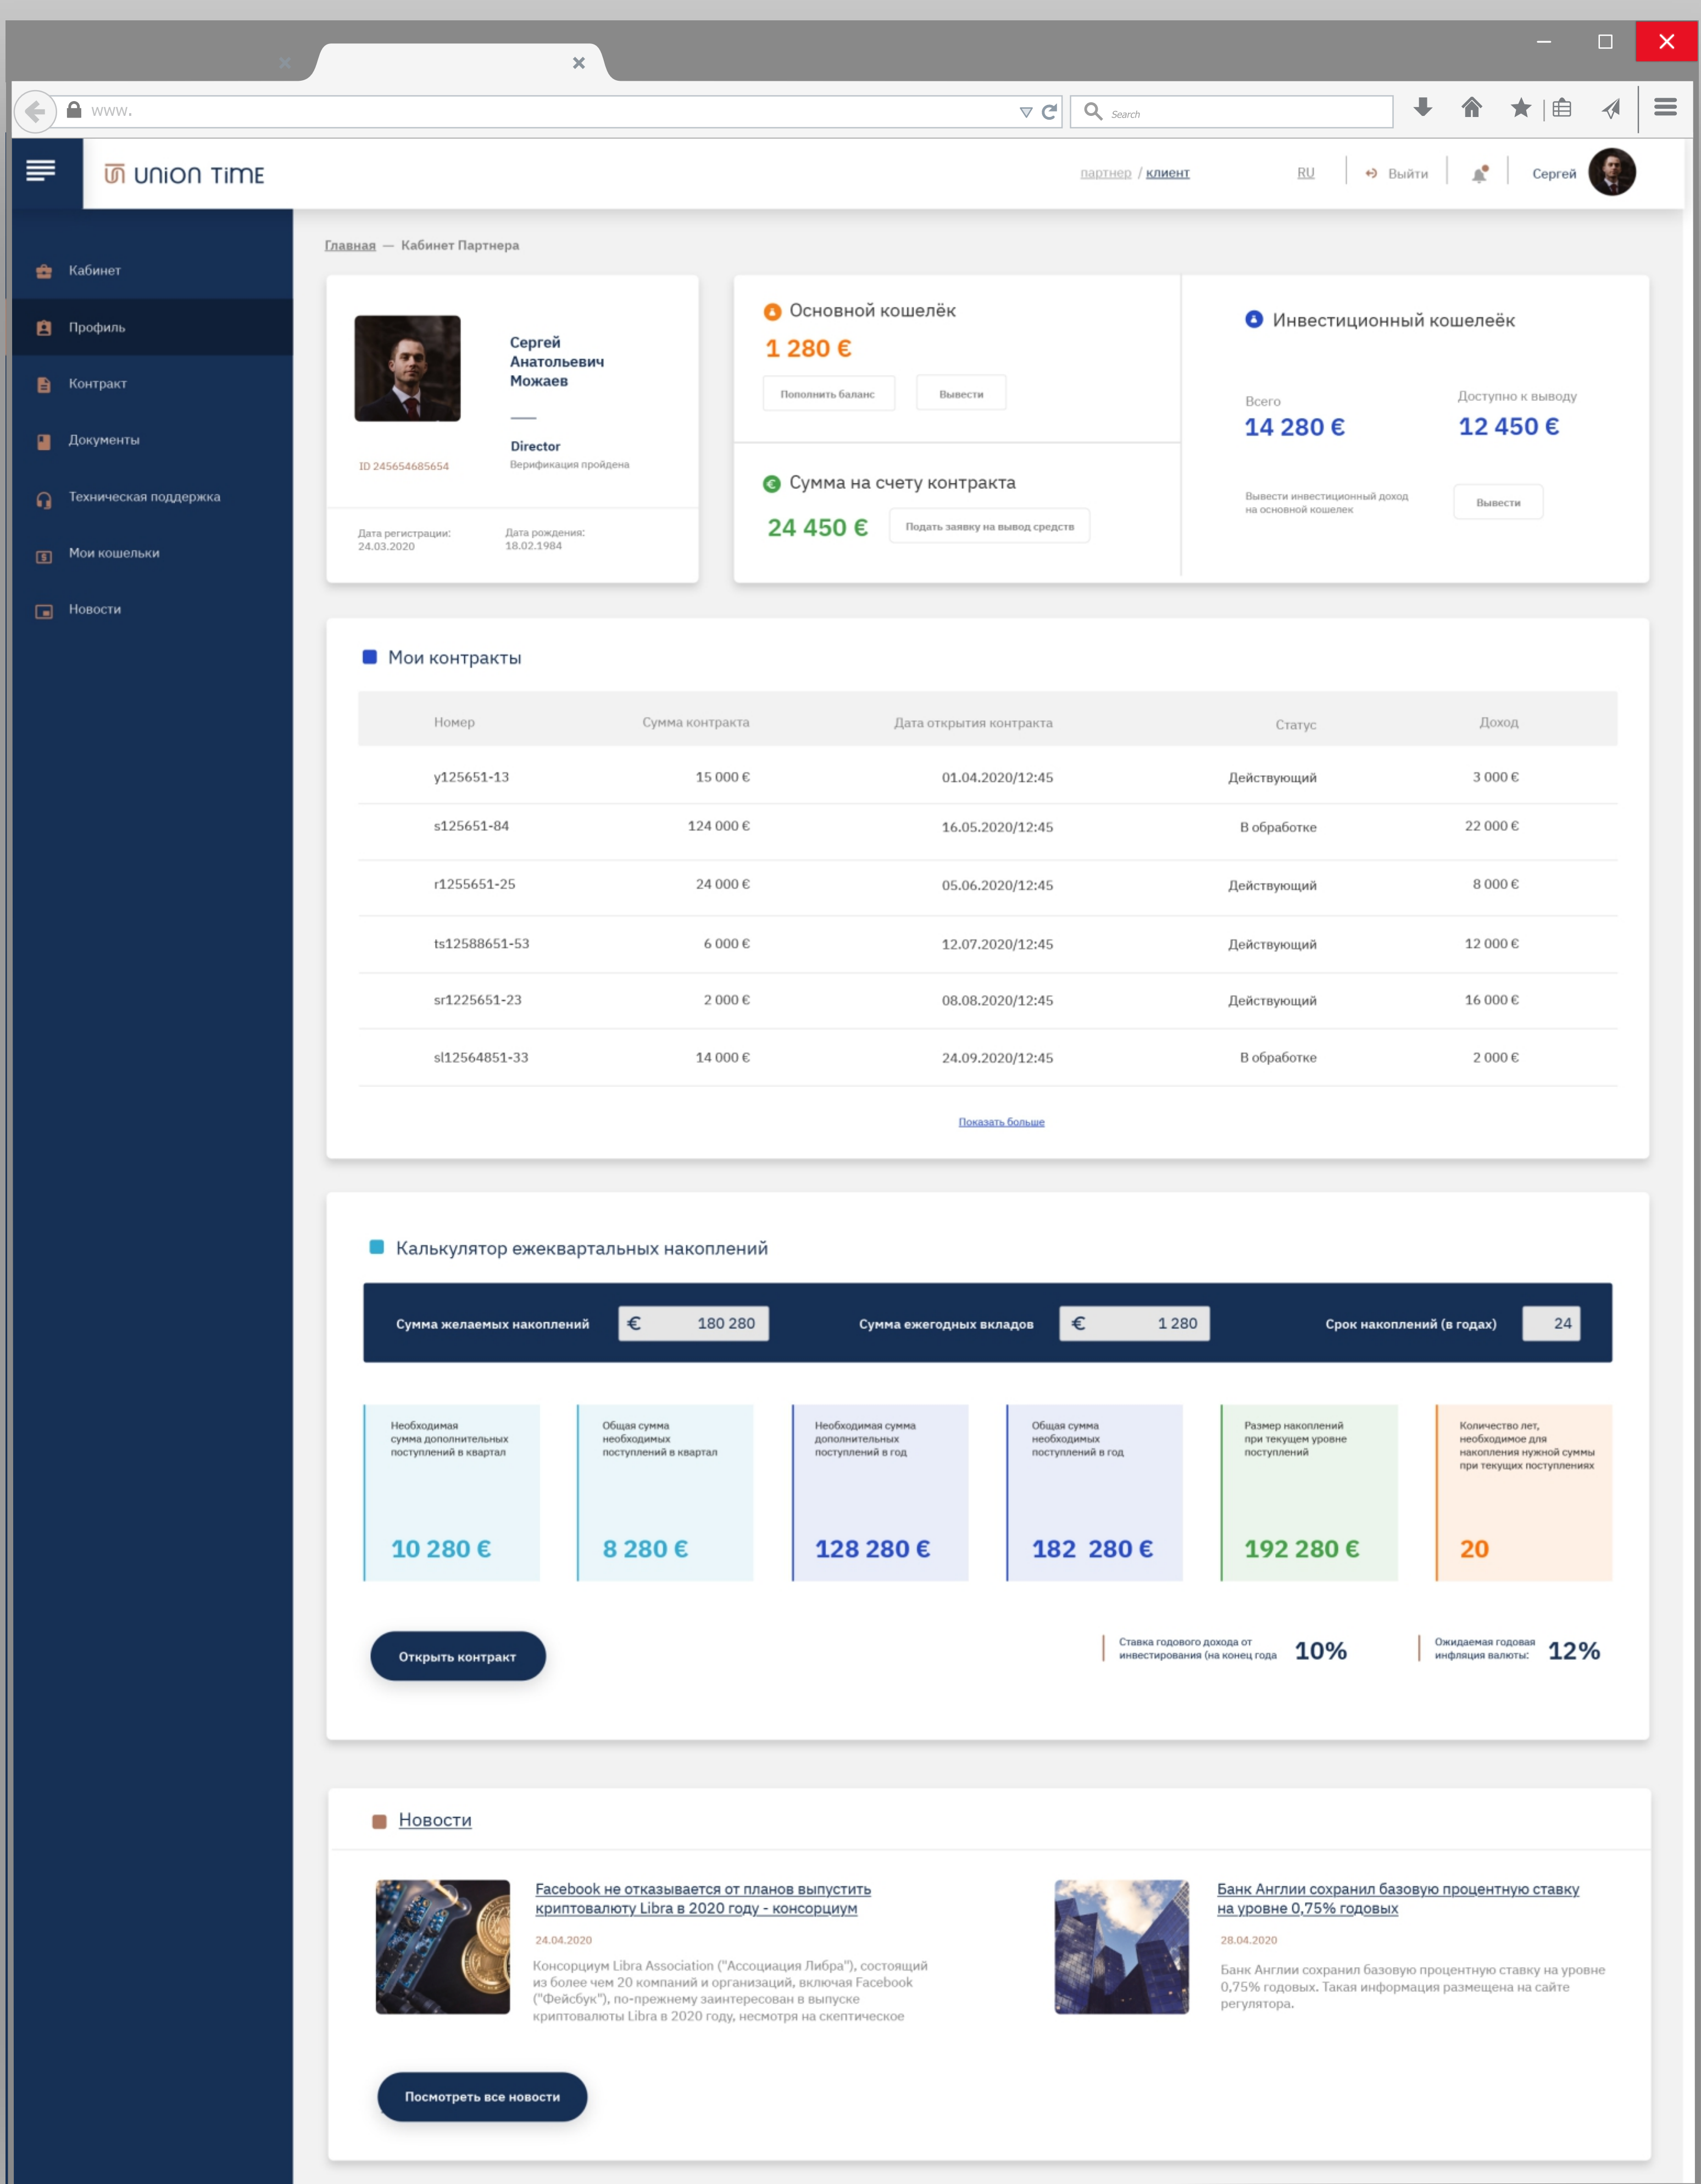 www.
Search
UNION TIME
партнер / клиент
RU
Выйти
Сергей
Кабинет
Профиль
Контракт
Документы
Техническая поддержка
Мои кошельки
Новости
Главная — Кабинет Партнера
Сергей
Анатольевич
Можаев
Director
Верификация пройдена
ID 245654685654
Дата регистрации:
24.03.2020
Дата рождения:
18.02.1984
Основной кошелёк
1 280 €
Пополнить баланс
Вывести
Сумма на счету контракта
24 450 €
Подать заявку на вывод средств
Инвестиционный кошелеёк
Всего
14 280 €
Доступно к выводу
12 450 €
Вывести инвестиционный доход
на основной кошелек
Вывести
Мои контракты
Номер Сумма контракта Дата открытия контракта Статус Доход
y125651-13 15 000 € 01.04.2020/12:45 Действующий 3 000 €
s125651-84 124 000 € 16.05.2020/12:45 В обработке 22 000 €
r1255651-25 24 000 € 05.06.2020/12:45 Действующий 8 000 €
ts12588651-53 6 000 € 12.07.2020/12:45 Действующий 12 000 €
sr1225651-23 2 000 € 08.08.2020/12:45 Действующий 16 000 €
sl12564851-33 14 000 € 24.09.2020/12:45 В обработке 2 000 €
Показать больше
Калькулятор ежеквартальных накоплений
Сумма желаемых накоплений € 180 280 Сумма ежегодных вкладов € 1 280 Срок накоплений (в годах) 24
Необходимая
сумма дополнительных
поступлений в квартал
10 280 €
Общая сумма
необходимых
поступлений в квартал
8 280 €
Необходимая сумма
дополнительных
поступлений в год
128 280 €
Общая сумма
необходимых
поступлений в год
182 280 €
Размер накоплений
при текущем уровне
поступлений
192 280 €
Количество лет,
необходимое для
накопления нужной суммы
при текущих поступлениях
20
Открыть контракт
Ставка годового дохода от
инвестирования (на конец года
10%
Ожидаемая годовая
инфляция валюты:
12%
Новости
Facebook не отказывается от планов выпустить
криптовалюту Libra в 2020 году - консорциум
24.04.2020
Консорциум Libra Association ("Ассоциация Либра"), состоящий
из более чем 20 компаний и организаций, включая Facebook
("Фейсбук"), по-прежнему заинтересован в выпуске
криптовалюты Libra в 2020 году, несмотря на скептическое
Банк Англии сохранил базовую процентную ставку
на уровне 0,75% годовых
28.04.2020
Банк Англии сохранил базовую процентную ставку на уровне
0,75% годовых. Такая информация размещена на сайте
регулятора.
Посмотреть все новости